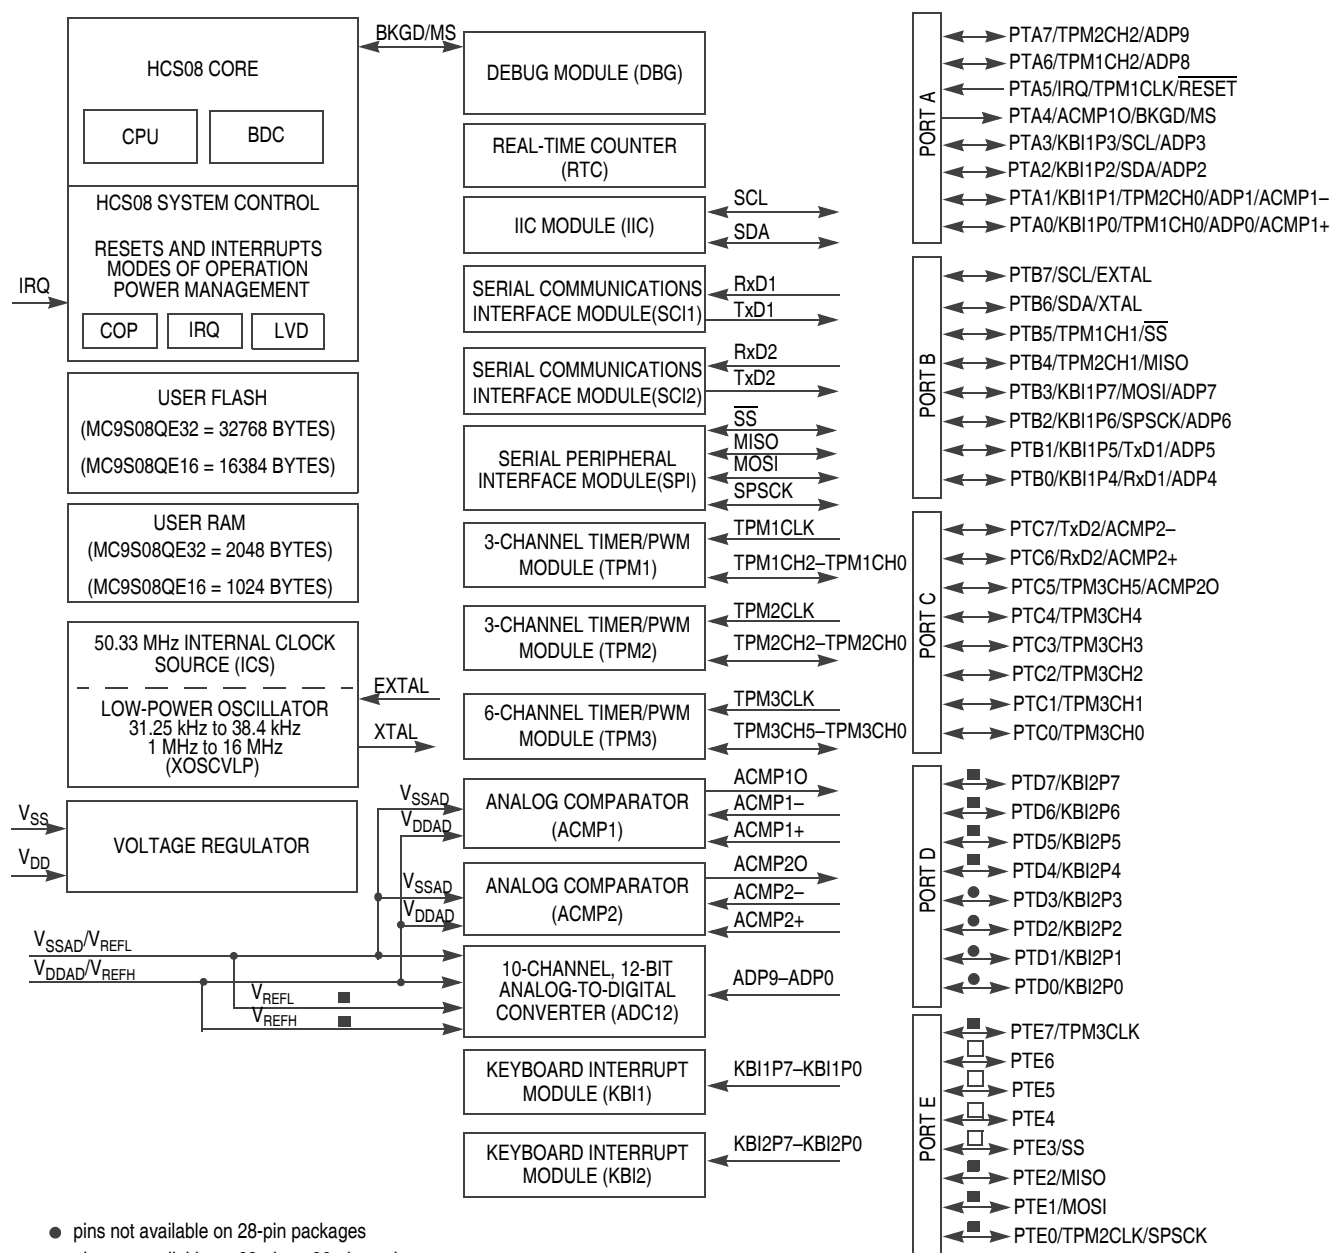 HCS08 CORE
CPU
BDC
HCS08 SYSTEM CONTROL
RESETS AND INTERRUPTS
MODES OF OPERATION
POWER MANAGEMENT
COP
IRQ
LVD
IRQ
USER FLASH
(MC9S08QE32 = 32768 BYTES)
(MC9S08QE16 = 16384 BYTES)
USER RAM
(MC9S08QE32 = 2048 BYTES)
(MC9S08QE16 = 1024 BYTES)
50.33 MHz INTERNAL CLOCK
SOURCE (ICS)
LOW-POWER OSCILLATOR
31.25 kHz to 38.4 kHz
1 MHz to 16 MHz
(XOSCVLP)
EXTAL
XTAL
VSS
VDD
VOLTAGE REGULATOR
VSSAD/VREFL
VDDAD/VREFH
BKGD/MS
DEBUG MODULE (DBG)
REAL-TIME COUNTER
(RTC)
IIC MODULE (IIC)
SCL
SDA
SERIAL COMMUNICATIONS
INTERFACE MODULE(SCI1)
RxD1
TxD1
SERIAL COMMUNICATIONS
INTERFACE MODULE(SCI2)
RxD2
TxD2
SERIAL PERIPHERAL
INTERFACE MODULE(SPI)
SS
MISO
MOSI
SPSCK
3-CHANNEL TIMER/PWM
MODULE (TPM1)
TPM1CLK
TPM1CH2–TPM1CH0
3-CHANNEL TIMER/PWM
MODULE (TPM2)
TPM2CLK
TPM2CH2–TPM2CH0
6-CHANNEL TIMER/PWM
MODULE (TPM3)
TPM3CLK
TPM3CH5–TPM3CH0
VSSAD
VDDAD
ANALOG COMPARATOR
(ACMP1)
ACMP1O
ACMP1–
ACMP1+
VSSAD
VDDAD
ANALOG COMPARATOR
(ACMP2)
ACMP2O
ACMP2–
ACMP2+
VREFL
VREFH
10-CHANNEL, 12-BIT
ANALOG-TO-DIGITAL
CONVERTER (ADC12)
ADP9–ADP0
KEYBOARD INTERRUPT
MODULE (KBI1)
KBI1P7–KBI1P0
KEYBOARD INTERRUPT
MODULE (KBI2)
KBI2P7–KBI2P0
PORT A
PTA7/TPM2CH2/ADP9
PTA6/TPM1CH2/ADP8
PTA5/IRQ/TPM1CLK/RESET
PTA4/ACMP1O/BKGD/MS
PTA3/KBI1P3/SCL/ADP3
PTA2/KBI1P2/SDA/ADP2
PTA1/KBI1P1/TPM2CH0/ADP1/ACMP1–
PTA0/KBI1P0/TPM1CH0/ADP0/ACMP1+
PORT B
PTB7/SCL/EXTAL
PTB6/SDA/XTAL
PTB5/TPM1CH1/SS
PTB4/TPM2CH1/MISO
PTB3/KBI1P7/MOSI/ADP7
PTB2/KBI1P6/SPSCK/ADP6
PTB1/KBI1P5/TxD1/ADP5
PTB0/KBI1P4/RxD1/ADP4
PORT C
PTC7/TxD2/ACMP2–
PTC6/RxD2/ACMP2+
PTC5/TPM3CH5/ACMP2O
PTC4/TPM3CH4
PTC3/TPM3CH3
PTC2/TPM3CH2
PTC1/TPM3CH1
PTC0/TPM3CH0
PORT D
PTD7/KBI2P7
PTD6/KBI2P6
PTD5/KBI2P5
PTD4/KBI2P4
PTD3/KBI2P3
PTD2/KBI2P2
PTD1/KBI2P1
PTD0/KBI2P0
PORT E
PTE7/TPM3CLK
PTE6
PTE5
PTE4
PTE3/SS
PTE2/MISO
PTE1/MOSI
PTE0/TPM2CLK/SPSCK
pins not available on 28-pin packages